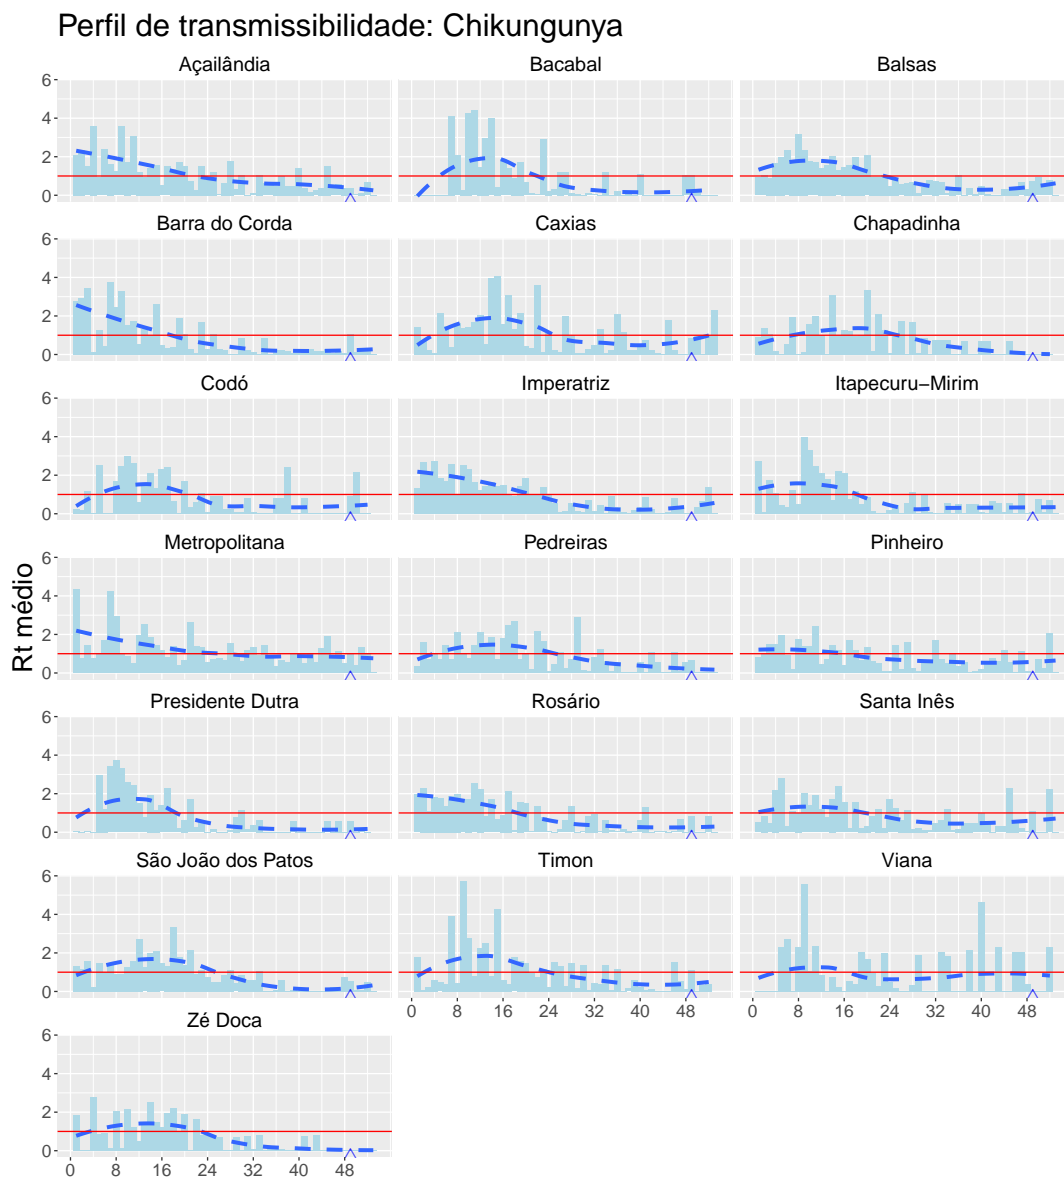 Perfil de transmissibilidade: Chikungunya
Açailândia Bacabal Balsas
6
4
2
0
Barra do Corda Caxias Chapadinha
6
4
2
0
Codó Imperatriz Itapecuru−Mirim
6
4
2
0
Metropolitana Pedreiras Pinheiro
6
4
2
0
Rt médio
Presidente Dutra Rosário Santa Inês
6
4
2
0
São João dos Patos Timon Viana
6
4
2
0
0 8 16 24 32 40 48 0 8 16 24 32 40 48
Zé Doca
6
4
2
0
0 8 16 24 32 40 48